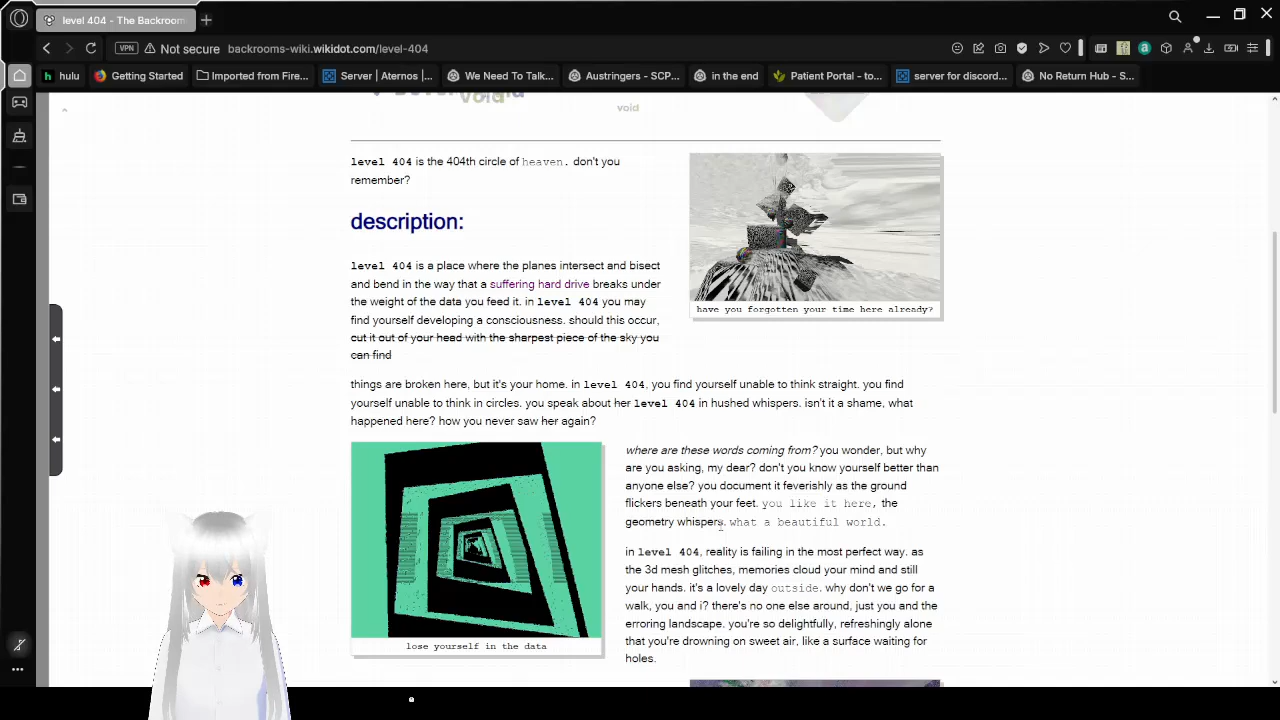 level 404 - The Backroom
VPN Not secure backrooms-wiki.wikidot.com/level-404
hulu Getting Started Imported from Fire... Server | Aternos |... We Need To Talk... Austringers - SCP... in the end Patient Portal - to... server for discord... No Return Hub - S...
void
void
level 404 is the 404th circle of heaven. don't you
remember?
description:
level 404 is a place where the planes intersect and bisect
and bend in the way that a suffering hard drive breaks under
the weight of the data you feed it. in level 404 you may
find yourself developing a consciousness. should this occur,
cut it out of your head with the sharpest piece of the sky you
can find
have you forgotten your time here already?
things are broken here, but it's your home. in level 404, you find yourself unable to think straight. you find
yourself unable to think in circles. you speak about her level 404 in hushed whispers. isn't it a shame, what
happened here? how you never saw her again?
where are these words coming from? you wonder, but why
are you asking, my dear? don't you know yourself better than
anyone else? you document it feverishly as the ground
flickers beneath your feet. you like it here, the
geometry whispers. what a beautiful world.
in level 404, reality is failing in the most perfect way. as
the 3d mesh glitches, memories cloud your mind and still
your hands. it's a lovely day outside. why don't we go for a
walk, you and i? there's no one else around, just you and the
erroring landscape. you're so delightfully, refreshingly alone
that you're drowning on sweet air, like a surface waiting for
holes.
lose yourself in the data